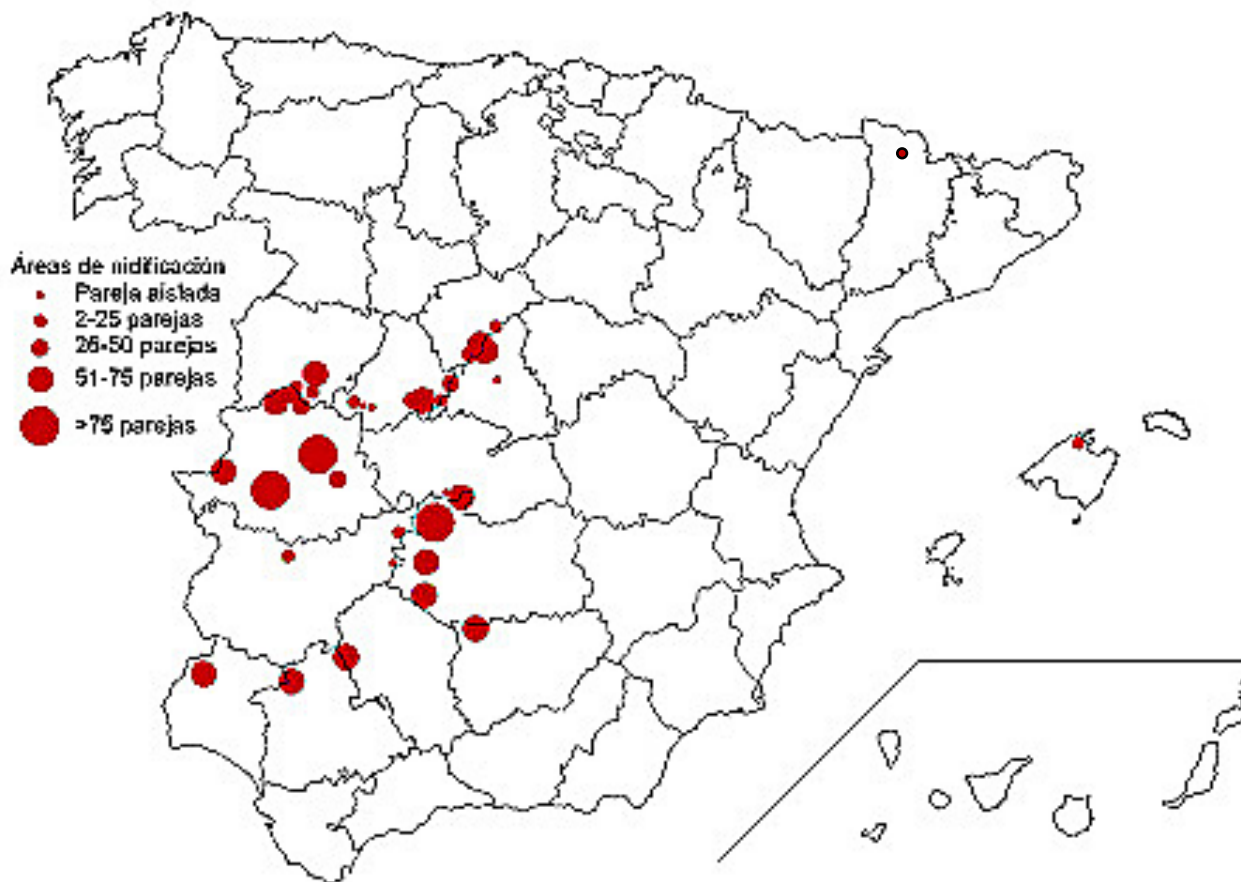 Áreas de nidificación
Pareja aislada
2-25 parejas
26-50 parejas
51-75 parejas
>75 parejas